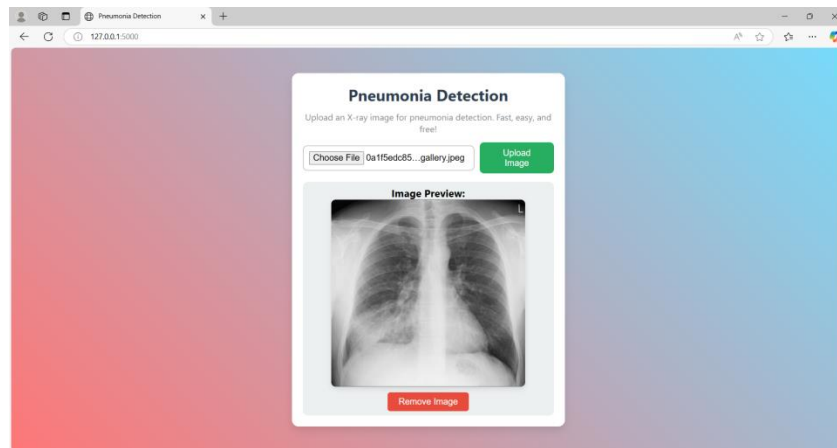 Pneumonia Detection
127.0.0.1:5000
Pneumonia Detection
Upload an X-ray image for pneumonia detection. Fast, easy, and
free!
Choose File 0a1f5edc85...gallery.jpeg
Upload
Image
Image Preview:
L
Remove Image